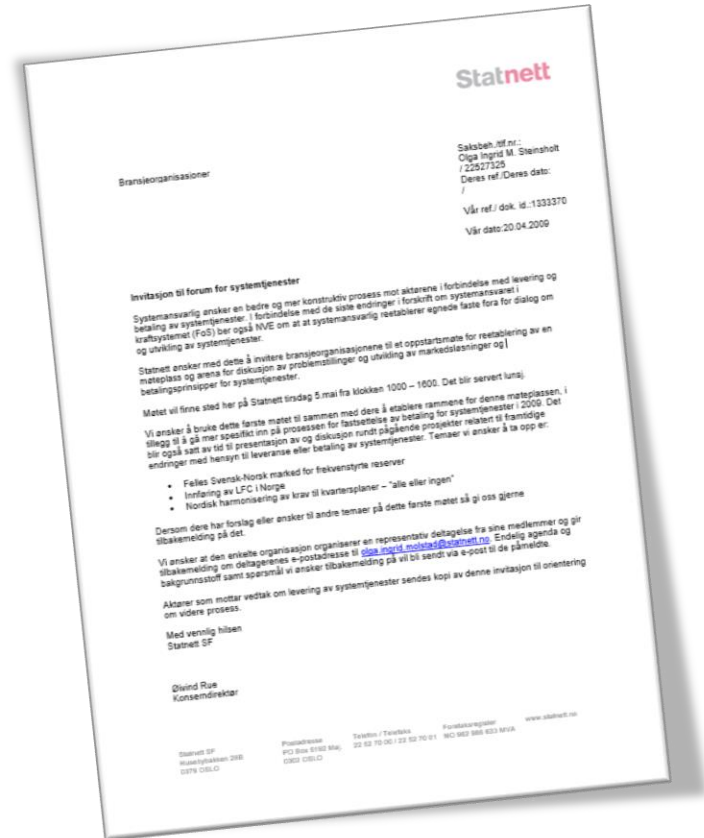 Statnett
Bransjeorganisasioner
Saksbeh./tlf.nr.:
Olga Ingrid M. Steinsholt
/ 22527325
Deres ref./Deres dato:
/
Vår ref./ dok. id.:1333370
Vår dato:20.04.2009
Invitasjon til forum for systemtjenester
Systemansvarlig ønsker en bedre og mer konstruktiv prosess mot aktørene i forbindelse med levering og
betaling av systemtjenester. I forbindelse med de siste endringer i forskrift om systemansvaret i
kraftsystemet (FoS) ber også NVE om at at systemansvarlig reetablerer egnede faste fora for dialog om
og utvikling av systemtjenester.
Statnett ønsker med dette å invitere bransjeorganisasjonene til et oppstartsmøte for reetablering av en
møteplass og arena for diskusjon av problemstillinger og utvikling av markedsløsninger og
betalingsprinsipper for systemtjenester.
Møtet vil finne sted her på Statnett tirsdag 5.mai fra klokken 1000 – 1600. Det blir servert lunsj.
Vi ønsker å bruke dette første møtet til sammen med dere å etablere rammene for denne møteplassen, i
tillegg til å gå mer spesifikt inn på prosessen for fastsettelse av betaling for systemtjenester i 2009. Det
blir også satt av tid til presentasjon av og diskusjon rundt pågående prosjekter relatert til framtidige
endringer med hensyn til leveranse eller betaling av systemtjenester. Temaer vi ønsker å ta opp er:
• Felles Svensk-Norsk marked for frekvensstyrte reserver
• Innføring av LFC i Norge
• Nordisk harmonisering av krav til kvartersplaner – "alle eller ingen"
Dersom dere har forslag eller ønsker til andre temaer på dette første møtet så gi oss gjerne
tilbakemelding på det.
Vi ønsker at den enkelte organisasjon organiserer en representativ deltagelse fra sine medlemmer og gir
tilbakemelding om deltagerenes e-postadresse til olga.ingrid.molstad@statnett.no. Endelig agenda og
bakgrunnsstoff samt spørsmål vi ønsker tilbakemelding på vil bli sendt via e-post til de påmeldte.
Aktører som mottar vedtak om levering av systemtjenester sendes kopi av denne invitasjon til orientering
om videre prosess.
Med vennlig hilsen
Statnett SF
Øivind Rue
Konserndirektør
Statnett SF
Husebybakken 28B
0379 OSLO
Postadresse
PO Box 5192 Maj.
0302 OSLO
Telefon / Telefaks
22 52 70 00 / 22 52 70 01
Foretaksregister
NO 962 986 633 MVA
www.statnett.no